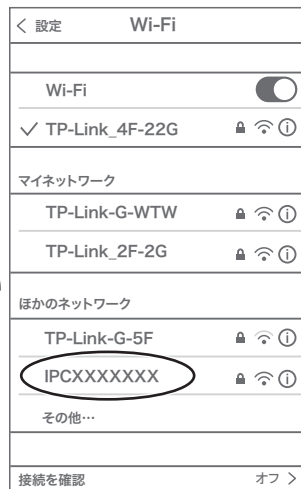 設定 Wi-Fi
Wi-Fi
TP-Link_4F-22G
マイネットワーク
TP-Link-G-WTW
TP-Link_2F-2G
ほかのネットワーク
TP-Link-G-5F
IPCXXXXXXX
その他…
接続を確認 オフ